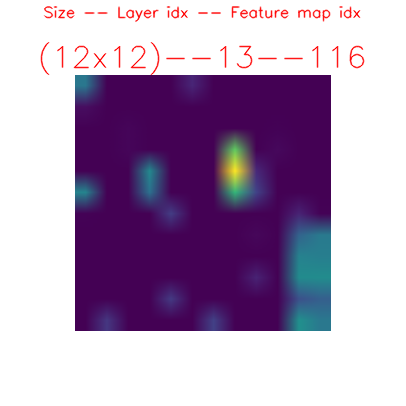 Size -- Layer idx -- Feature map idx
(12x12)--13--116